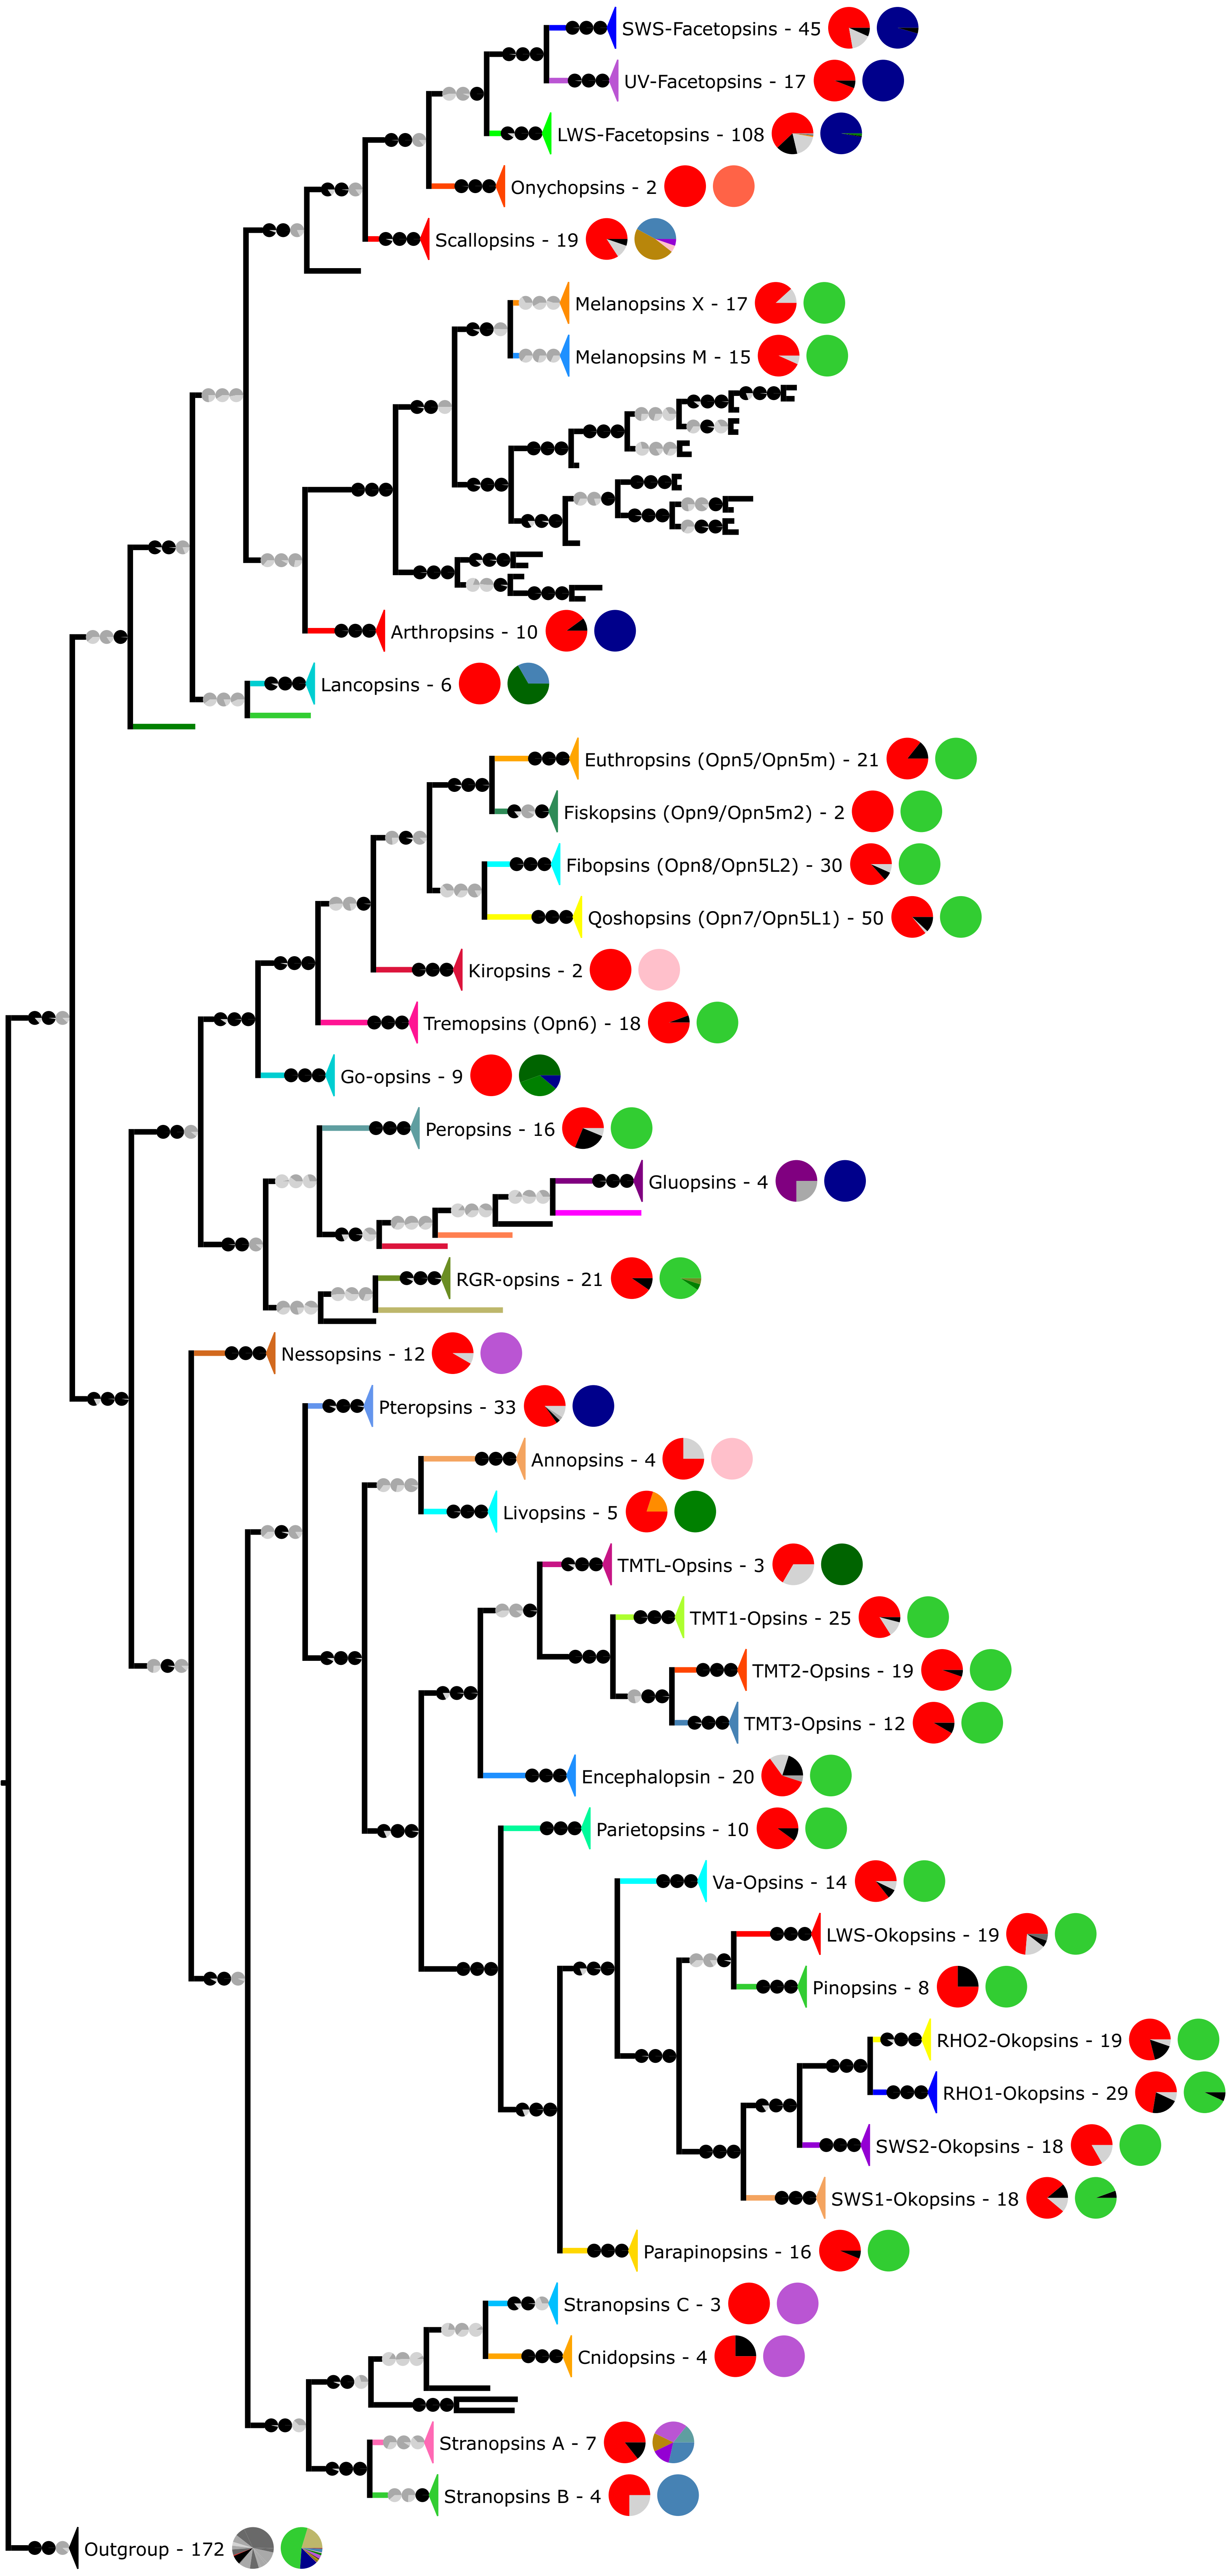 SWS-Facetopsins - 45
UV-Facetopsins - 17
LWS-Facetopsins - 108
Onychopsins - 2
Scallopsins - 19
Melanopsins X - 17
Melanopsins M - 15
Arthropsins - 10
Lancopsins - 6
Euthropsins (Opn5/Opn5m) - 21
Fiskopsins (Opn9/Opn5m2) - 2
Fibopsins (Opn8/Opn5L2) - 30
Qoshopsins (Opn7/Opn5L1) - 50
Kiropsins - 2
Tremopsins (Opn6) - 18
Go-opsins - 9
Peropsins - 16
Gluopsins - 4
RGR-opsins - 21
Nessopsins - 12
Pteropsins - 33
Annopsins - 4
Livopsins - 5
TMTL-Opsins - 3
TMT1-Opsins - 25
TMT2-Opsins - 19
TMT3-Opsins - 12
Encephalopsin - 20
Parietopsins - 10
Va-Opsins - 14
LWS-Okopsins - 19
Pinopsins - 8
RHO2-Okopsins - 19
RHO1-Okopsins - 29
SWS2-Okopsins - 18
SWS1-Okopsins - 18
Parapinopsins - 16
Stranopsins C - 3
Cnidopsins - 4
Stranopsins A - 7
Stranopsins B - 4
Outgroup - 172